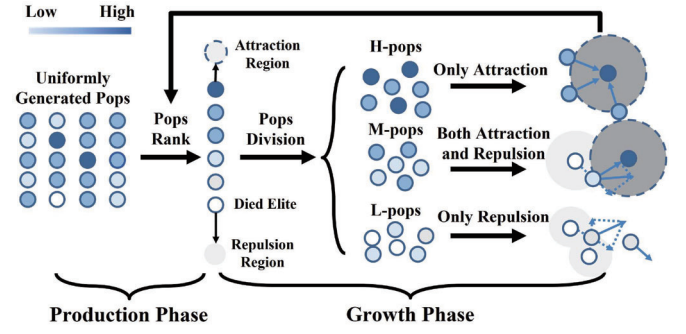 Low High
Uniformly
Generated Pops
Pops
Rank
Attraction
Region
Pops
Division
Died Elite
Repulsion
Region
H-pops
Only Attraction
M-pops
Both Attraction
and Repulsion
L-pops
Only Repulsion
Production Phase
Growth Phase